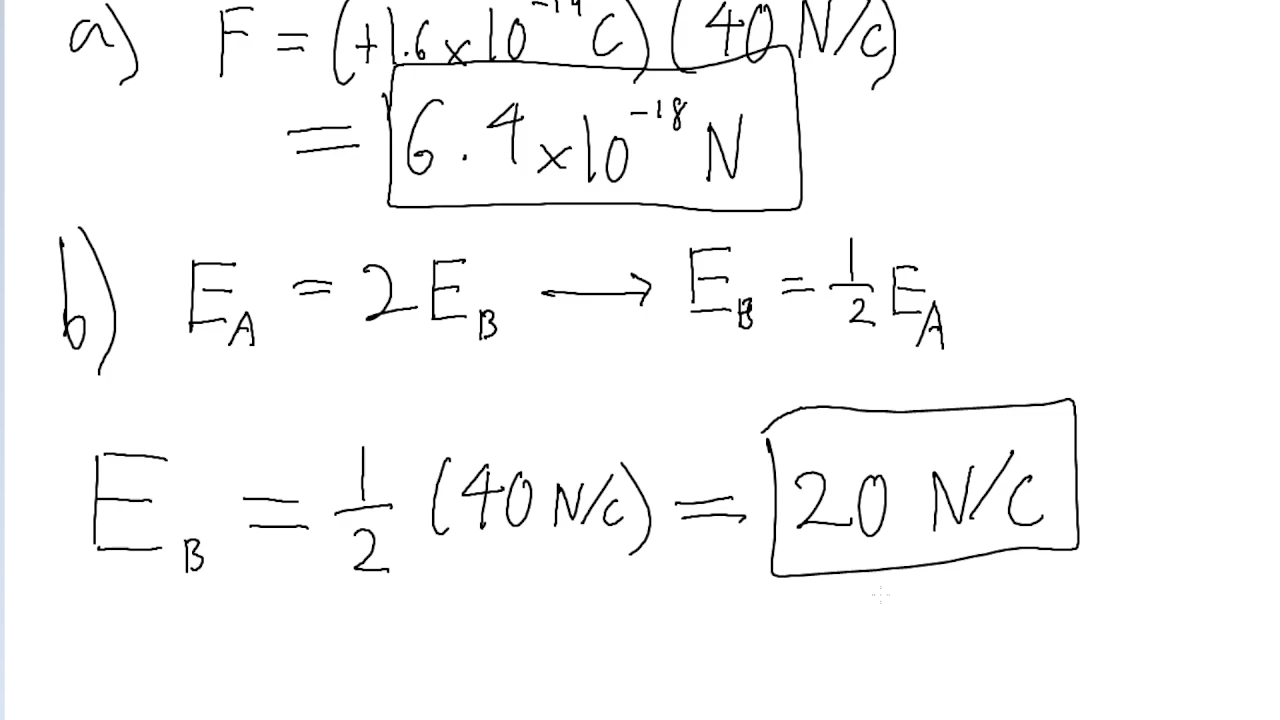 a) F = (+1.6x10⁻¹⁹ C) (40 N/C)
= 6.4x10⁻¹⁸ N
b) E_A = 2E_B → E_B = 1/2 E_A
E_B = 1/2 (40 N/C) = 20 N/C